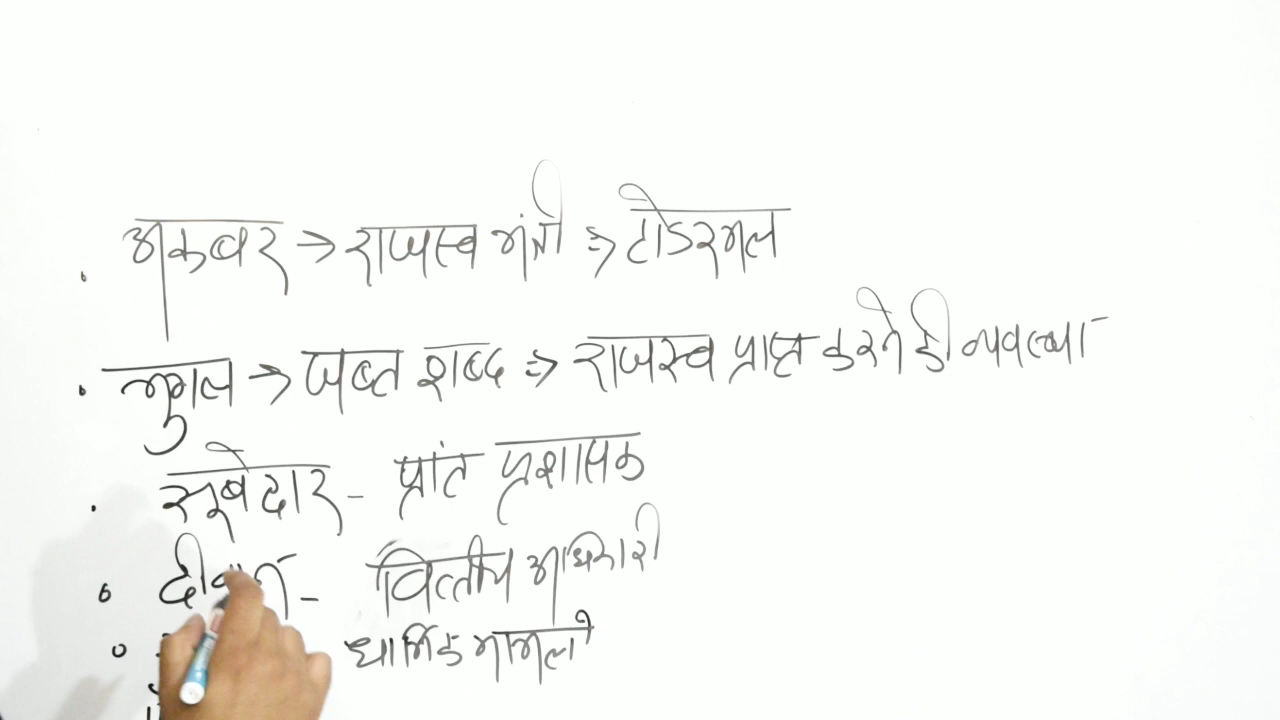 अकबर → राजस्व मंत्री => टोडरमल
मुगल → जब्त शब्द => राजस्व प्राप्त करने की व्यवस्था
सूबेदार - प्रांत प्रशासक
दीवान - वित्तीय अधिकारी
धार्मिक मामले